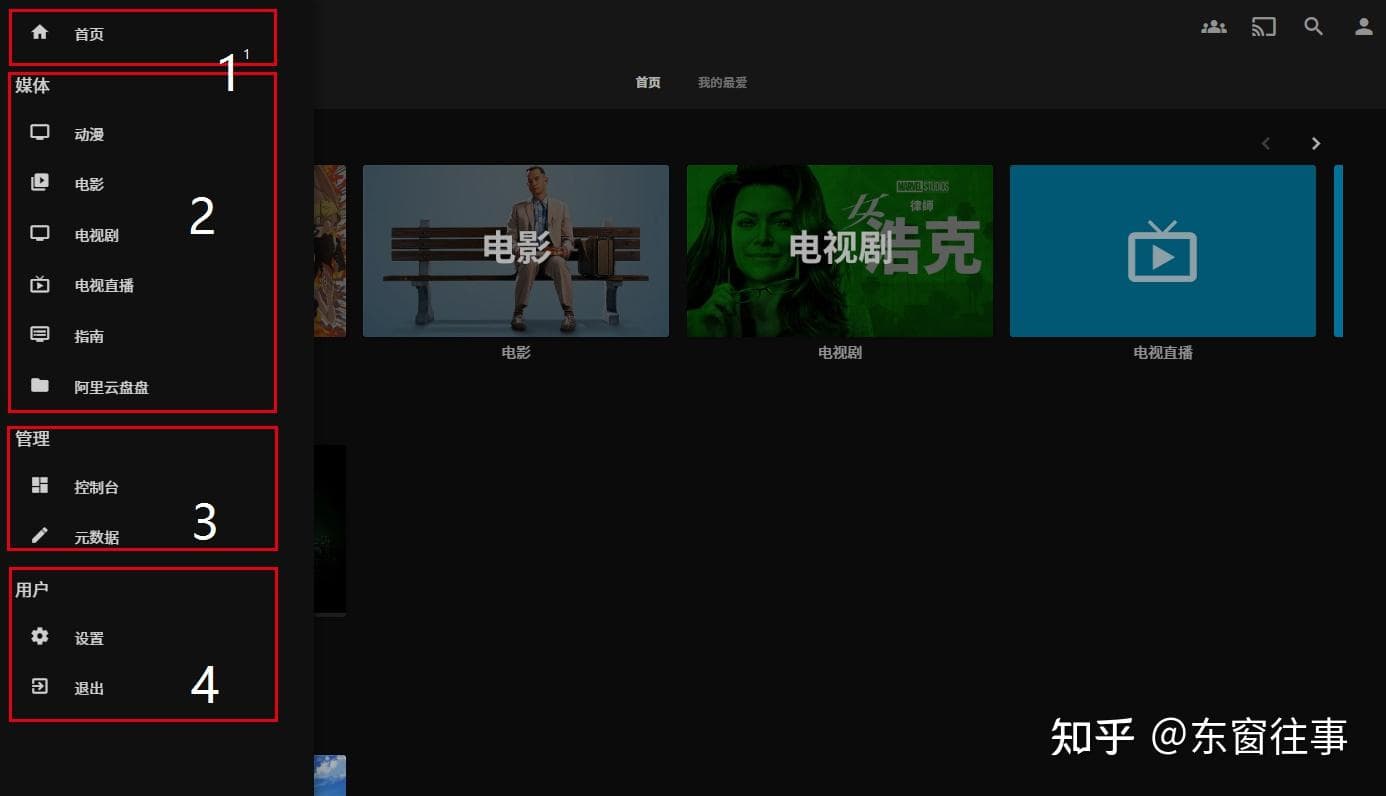 首页
1
1
媒体
动漫
电影
电视剧
2
电视直播
指南
阿里云盘盘
管理
控制台
3
元数据
用户
设置
4
退出
首页 我的最爱
电影
电影
MARVEL STUDIOS
律師
女浩克
电视剧
电视剧
电视直播
知乎 @东窗往事